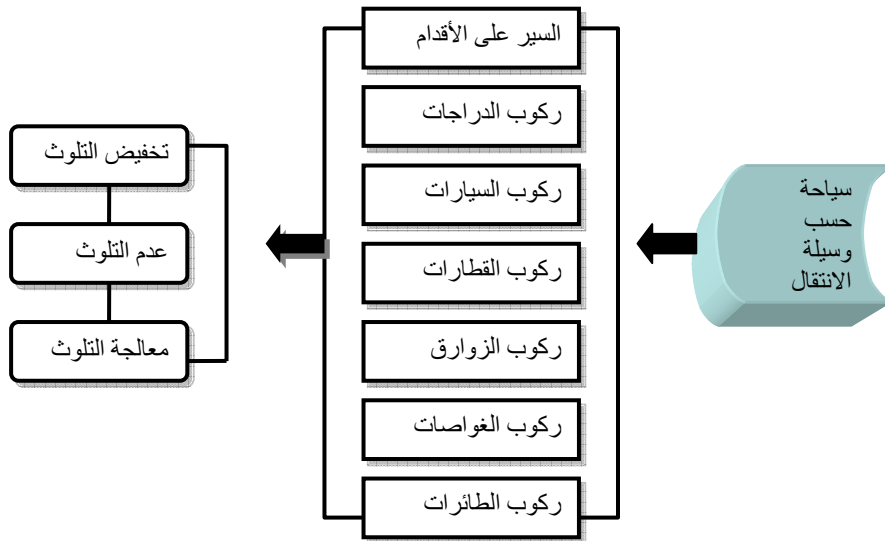 سياحة
حسب
وسيلة
الانتقال
السير على الأقدام
ركوب الدراجات
ركوب السيارات
ركوب القطارات
ركوب الزوارق
ركوب الغواصات
ركوب الطائرات
تخفيض التلوث
عدم التلوث
معالجة التلوث